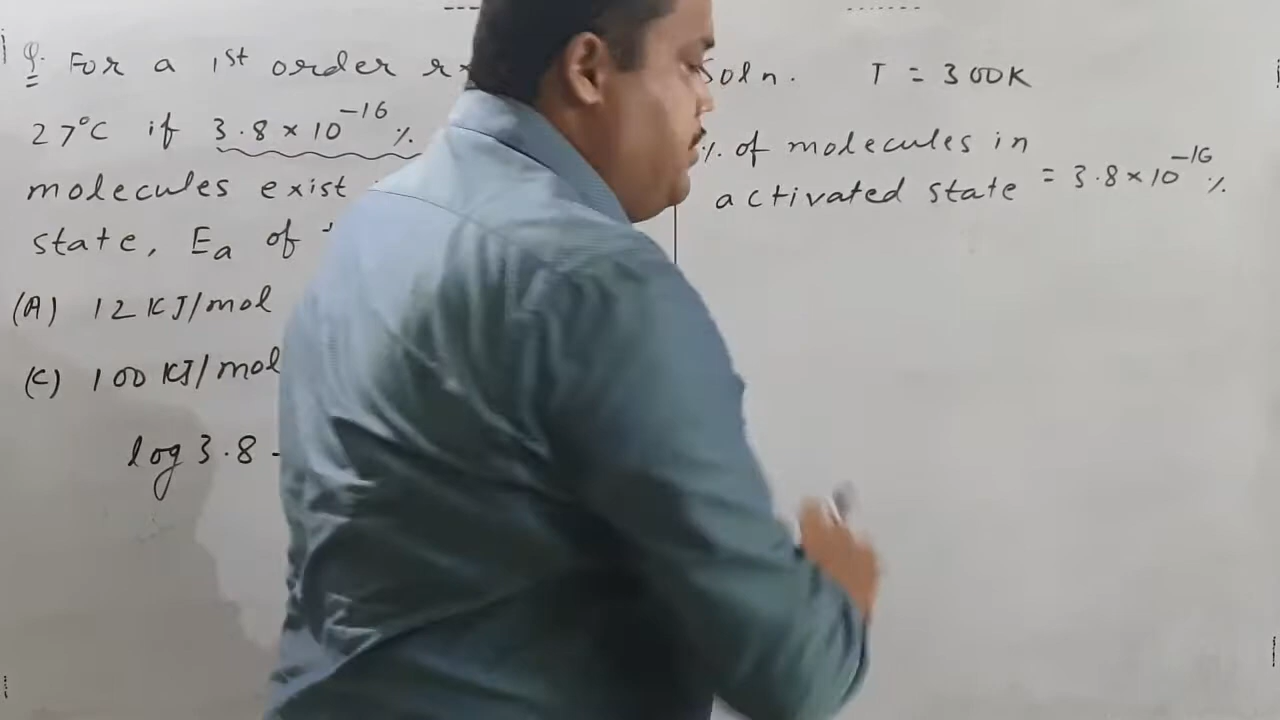 Q. For a 1st order
27°C if 3.8 × 10⁻¹⁶ %
molecules exist
state, Ea of
(A) 12 KJ/mol
(C) 100 KJ/mol
log 3.8 -
Soln. T = 300K
% of molecules in
activated state = 3.8 × 10⁻¹⁶ %